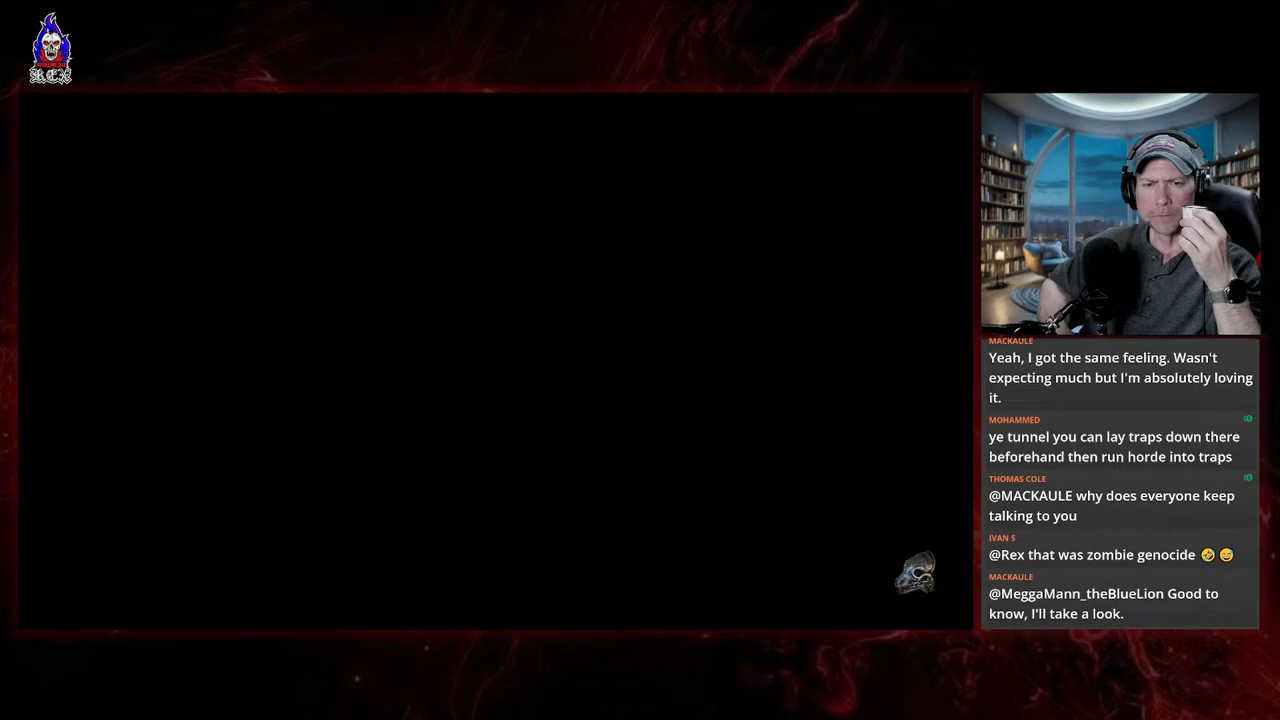 REX
MACKAULE
Yeah, I got the same feeling. Wasn't
expecting much but I'm absolutely loving
it.
MOHAMMED
ye tunnel you can lay traps down there
beforehand then run horde into traps
THOMAS COLE
@MACKAULE why does everyone keep
talking to you
IVAN S
@Rex that was zombie genocide 🤣 😅
MACKAULE
@MeggaMann_theBlueLion Good to
know, I'll take a look.